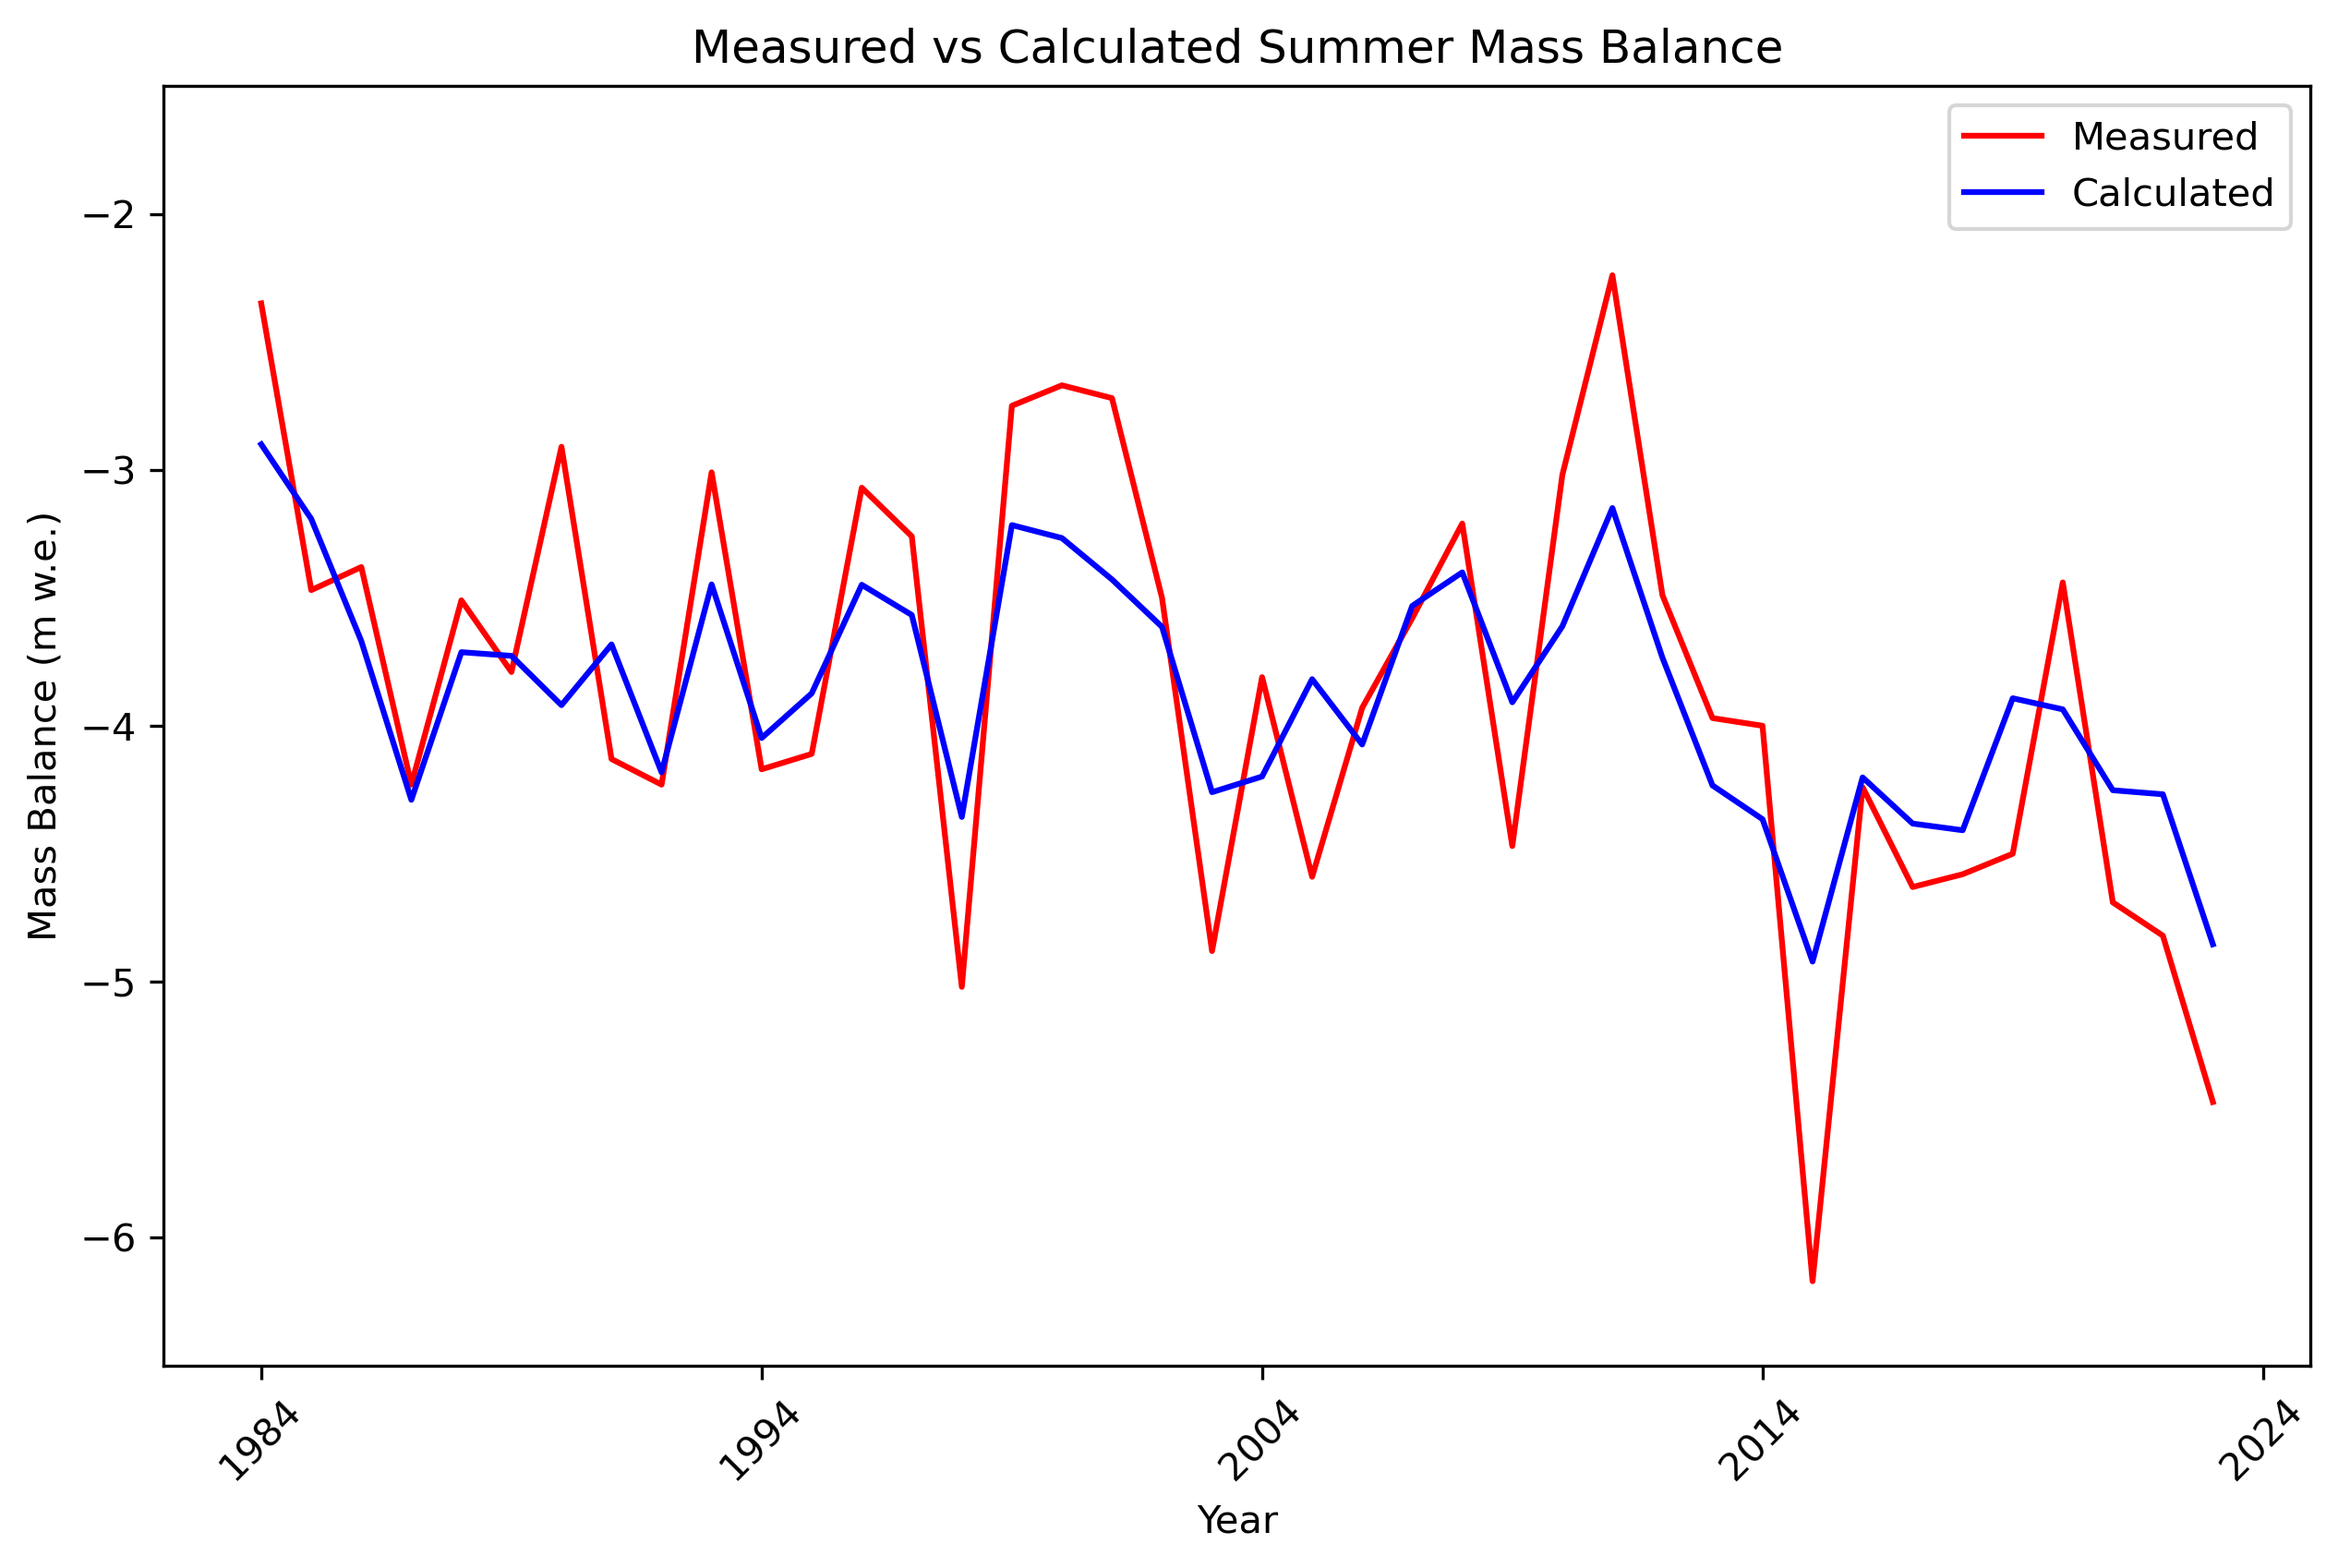 Measured vs Calculated Summer Mass Balance
Measured
Calculated
Mass Balance (m w.e.)
−2
−3
−4
−5
−6
1984
1994
2004
2014
2024
Year